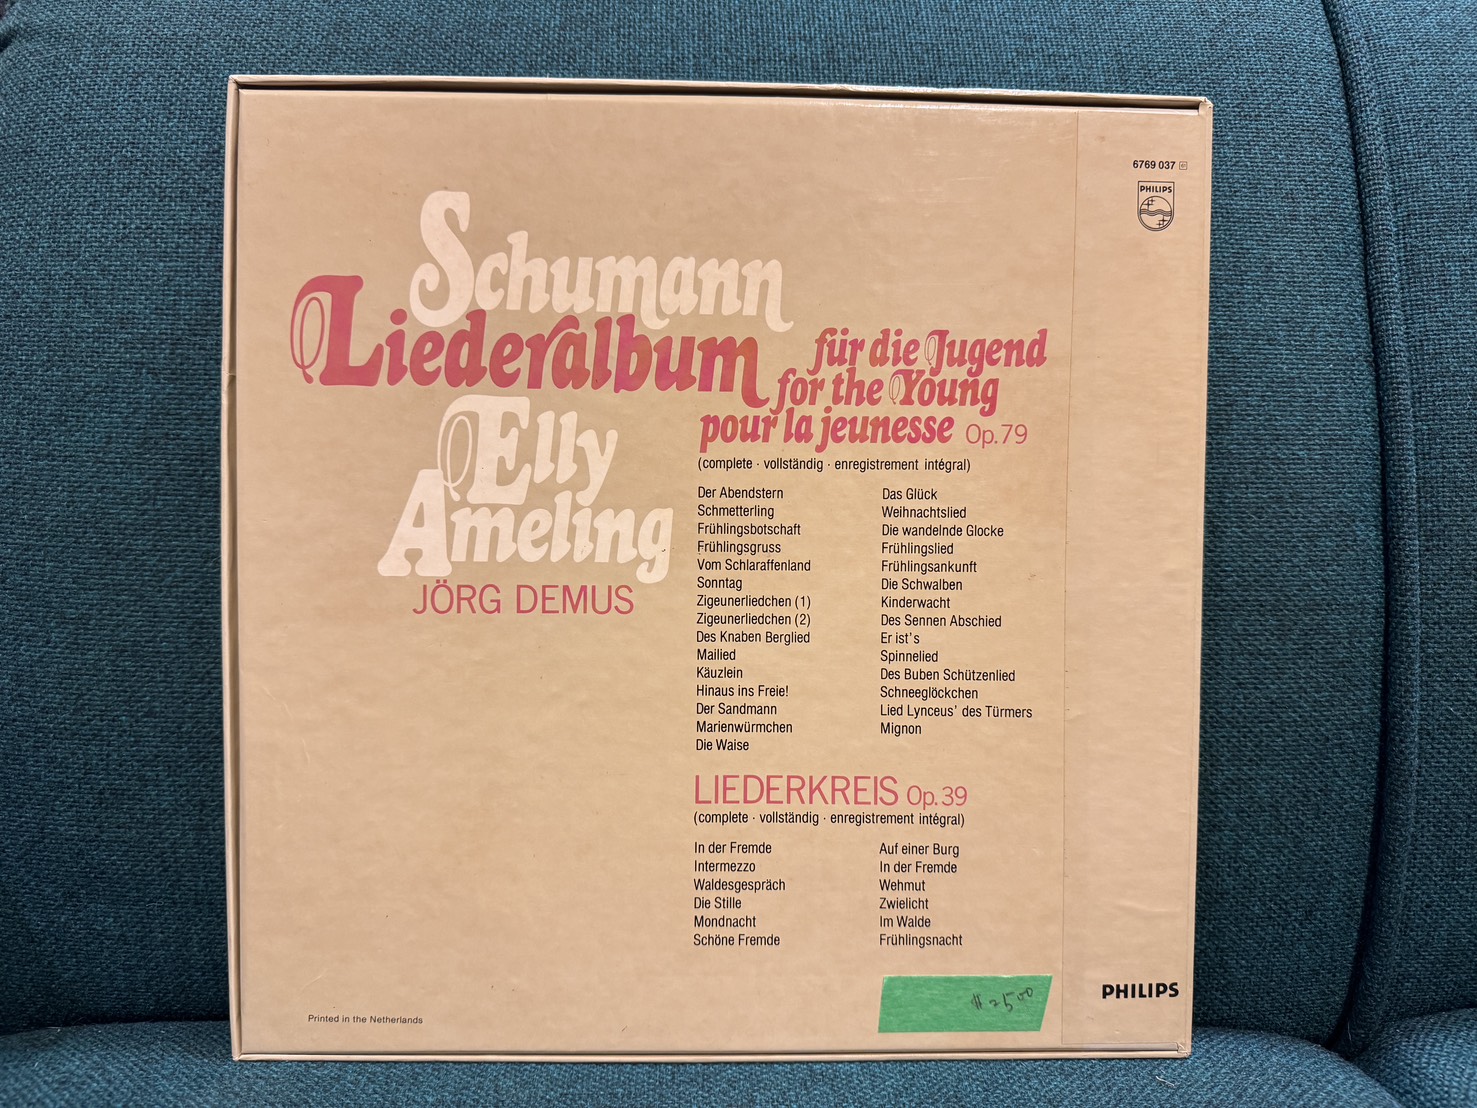 6769 037
PHILIPS
Schumann
Liederalbum
für die Jugend
for the Young
pour la jeunesse Op.79
(complete · vollständig · enregistrement intégral)
Elly
Ameling
JÖRG DEMUS
Der Abendstern
Schmetterling
Frühlingsbotschaft
Frühlingsgruss
Vom Schlaraffenland
Sonntag
Zigeunerliedchen (1)
Zigeunerliedchen (2)
Des Knaben Berglied
Mailied
Käuzlein
Hinaus ins Freie!
Der Sandmann
Marienwürmchen
Die Waise
Das Glück
Weihnachtslied
Die wandelnde Glocke
Frühlingslied
Frühlingsankunft
Die Schwalben
Kinderwacht
Des Sennen Abschied
Er ist's
Spinnelied
Des Buben Schützenlied
Schneeglöckchen
Lied Lynceus' des Türmers
Mignon
LIEDERKREIS Op.39
(complete · vollständig · enregistrement intégral)
In der Fremde
Intermezzo
Waldesgespräch
Die Stille
Mondnacht
Schöne Fremde
Auf einer Burg
In der Fremde
Wehmut
Zwielicht
Im Walde
Frühlingsnacht
PHILIPS
Printed in the Netherlands